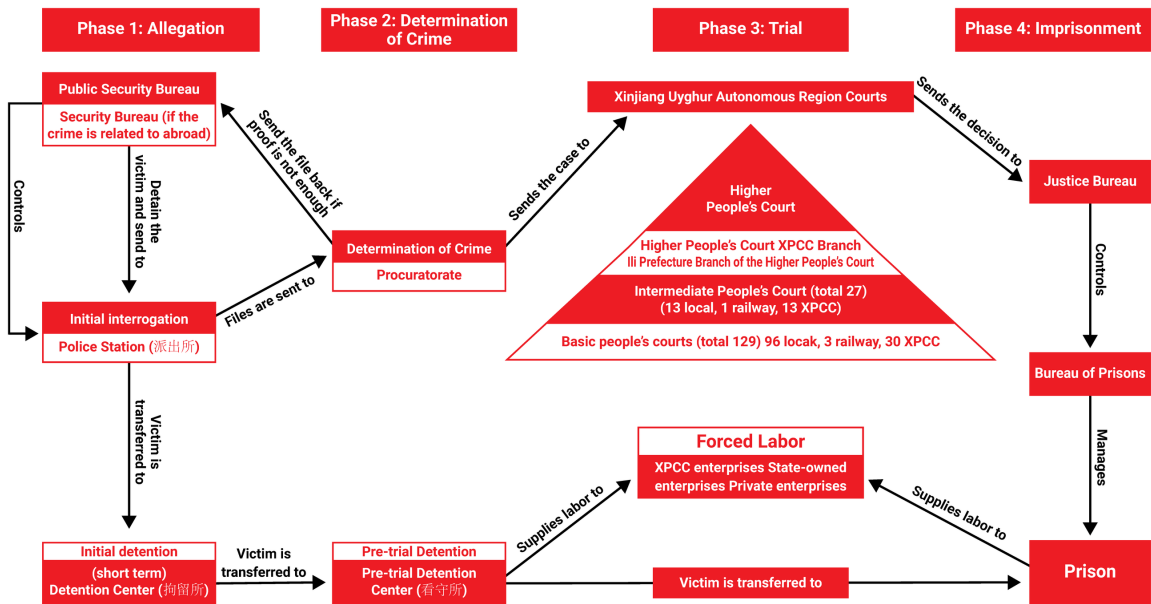 Phase 1: Allegation
Phase 2: Determination
of Crime
Phase 3: Trial
Phase 4: Imprisonment
Public Security Bureau
Security Bureau (if the
crime is related to abroad)
Controls
Detain the
victim and send to
Send the file back if
proof is not enough
Initial interrogation
Police Station (派出所)
Files are sent to
Determination of Crime
Procuratorate
Sends the case to
Xinjiang Uyghur Autonomous Region Courts
Higher
People's Court
Higher People's Court XPCC Branch
Ili Prefecture Branch of the Higher People's Court
Intermediate People's Court (total 27)
(13 local, 1 railway, 13 XPCC)
Basic people's courts (total 129) 96 locak, 3 railway, 30 XPCC
Sends the decision to
Justice Bureau
Controls
Bureau of Prisons
Manages
Victim is
transferred to
Initial detention
(short term)
Detention Center (拘留所)
Victim is
transferred to
Pre-trial Detention
Pre-trial Detention
Center (看守所)
Supplies labor to
Forced Labor
XPCC enterprises State-owned
enterprises Private enterprises
Supplies labor to
Victim is transferred to
Prison